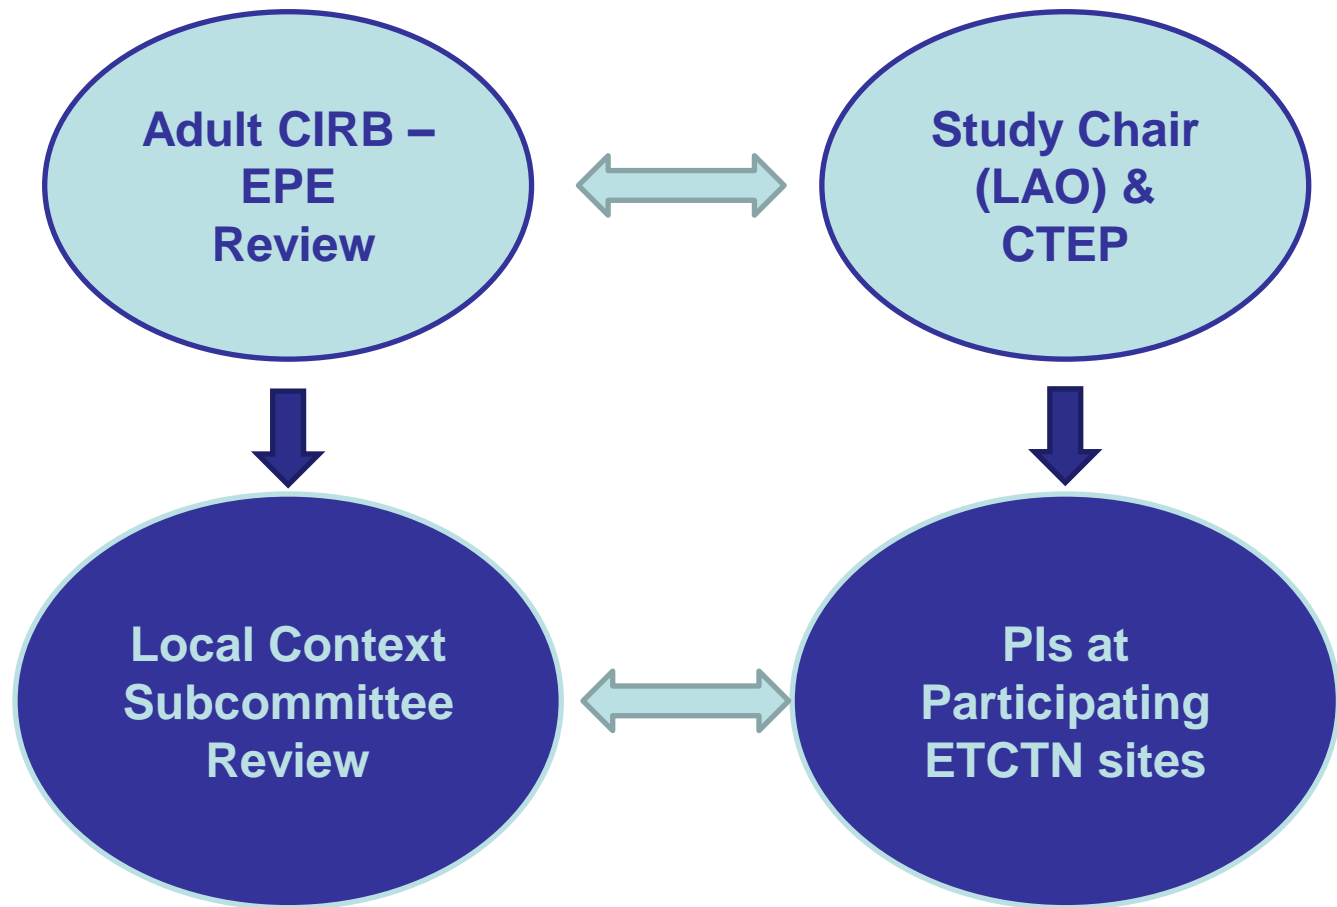 Adult CIRB –
EPE
Review
Study Chair
(LAO) &
CTEP
Local Context
Subcommittee
Review
PIs at
Participating
ETCTN sites